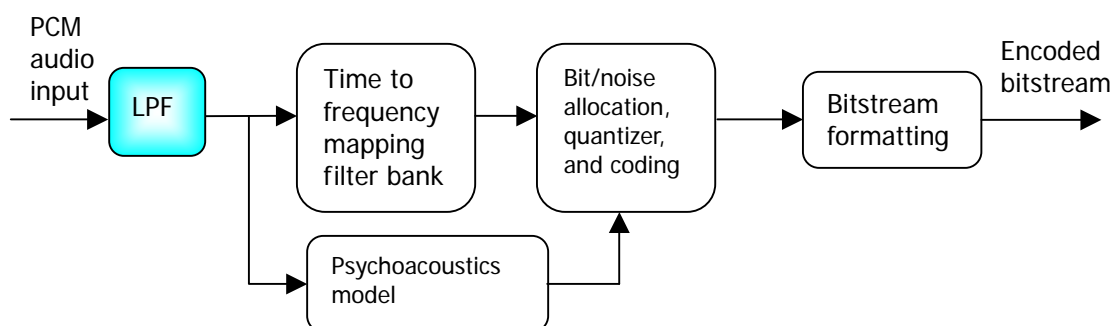 PCM
audio
input
LPF
Time to
frequency
mapping
filter bank
Bit/noise
allocation,
quantizer,
and coding
Bitstream
formatting
Encoded
bitstream
Psychoacoustics
model